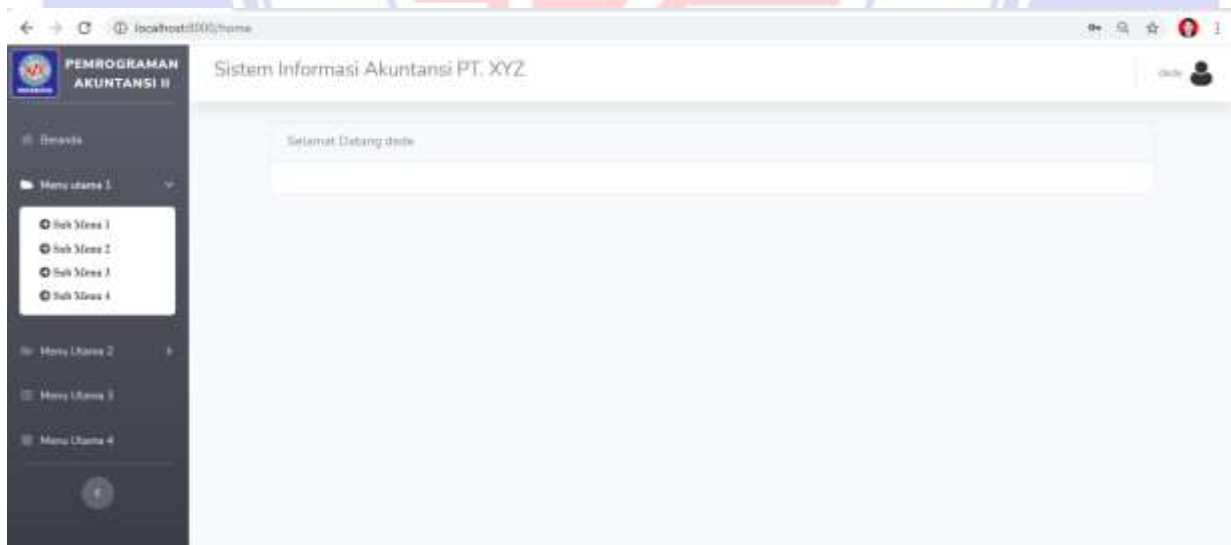 localhost:8000/home
PEMROGRAMAN
AKUNTANSI II
Sistem Informasi Akuntansi PT. XYZ
dede
Beranda
Selamat Datang dede
Menu utama 1
Sub Menu 1
Sub Menu 2
Sub Menu 3
Sub Menu 4
Menu Utama 2
Menu Utama 3
Menu Utama 4